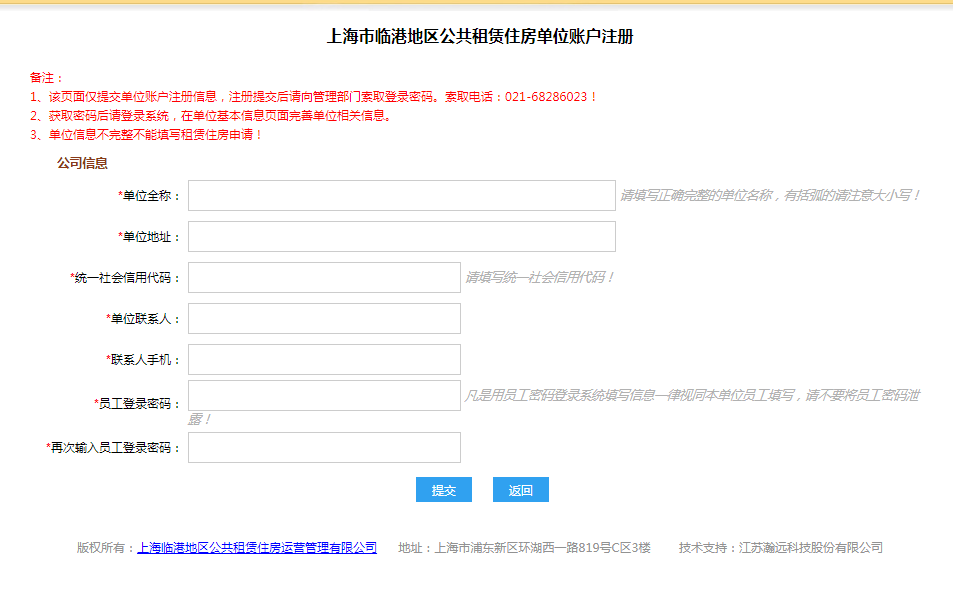 上海市临港地区公共租赁住房单位账户注册
备注：
1、该页面仅提交单位账户注册信息，注册提交后请向管理部门索取登录密码。索取电话：021-68286023！
2、获取密码后请登录系统，在单位基本信息页面完善单位相关信息。
3、单位信息不完整不能填写租赁住房申请！
公司信息
*单位全称： 请填写正确完整的单位名称，有括弧的请注意大小写！
*单位地址：
*统一社会信用代码： 请填写统一社会信用代码！
*单位联系人：
*联系人手机：
*员工登录密码： 凡是用员工密码登录系统填写信息一律视同本单位员工填写，请不要将员工密码泄
露！
*再次输入员工登录密码：
提交 返回
版权所有：上海临港地区公共租赁住房运营管理有限公司 地址：上海市浦东新区环湖西一路819号C区3楼 技术支持：江苏瀚远科技股份有限公司